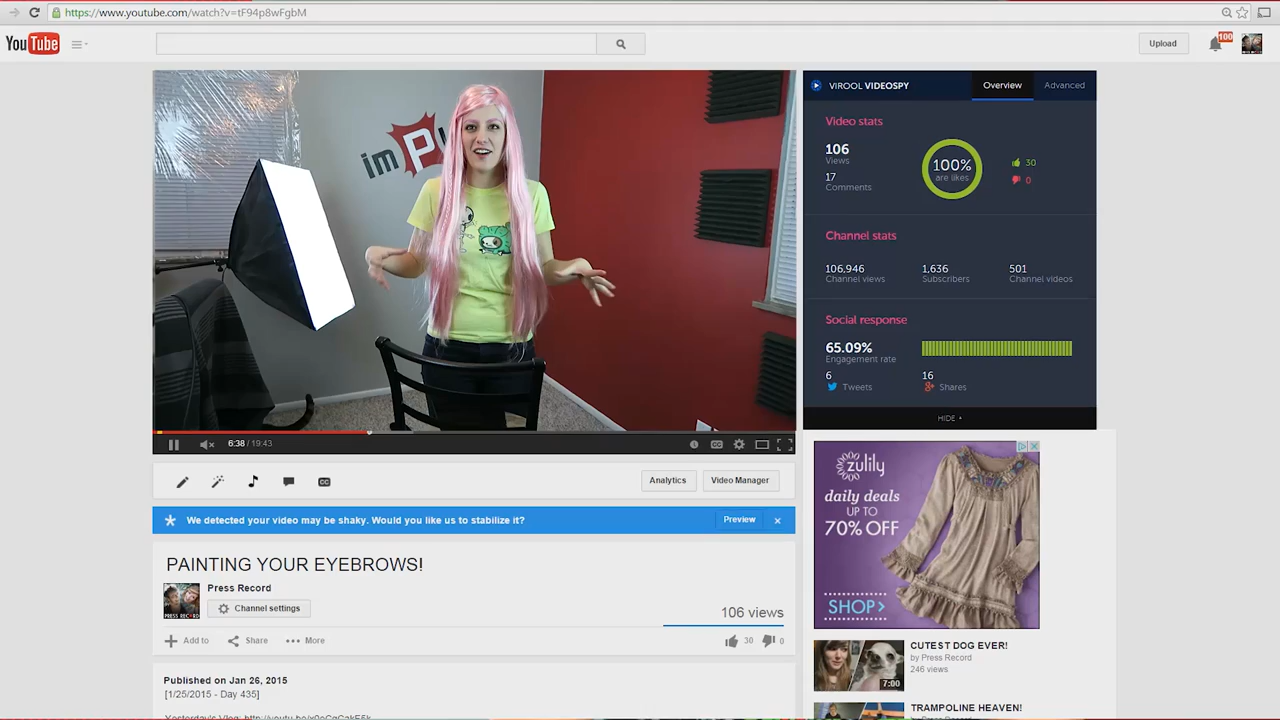 https://www.youtube.com/watch?v=tF94p8wFgbM
YouTube
Upload
100
imP
6:38 / 19:43
Analytics
Video Manager
We detected your video may be shaky. Would you like us to stabilize it?
Preview
PAINTING YOUR EYEBROWS!
PRESS RECORD
Press Record
Channel settings
106 views
Add to
Share
More
30
0
Published on Jan 26, 2015
[1/25/2015 - Day 435]
VIROOL VIDEOSPY
Overview
Advanced
Video stats
106
Views
17
Comments
100%
are likes
30
0
Channel stats
106,946
Channel views
1,636
Subscribers
501
Channel videos
Social response
65.09%
Engagement rate
6
Tweets
16
Shares
HIDE
zulily
daily deals
UP TO
70% OFF
SHOP>
7:00
CUTEST DOG EVER!
by Press Record
246 views
TRAMPOLINE HEAVEN!